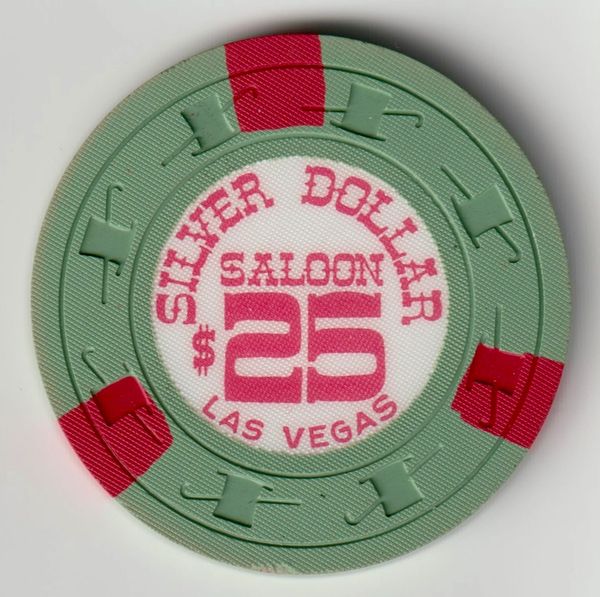 SILVER DOLLAR
SALOON
$25
LAS VEGAS